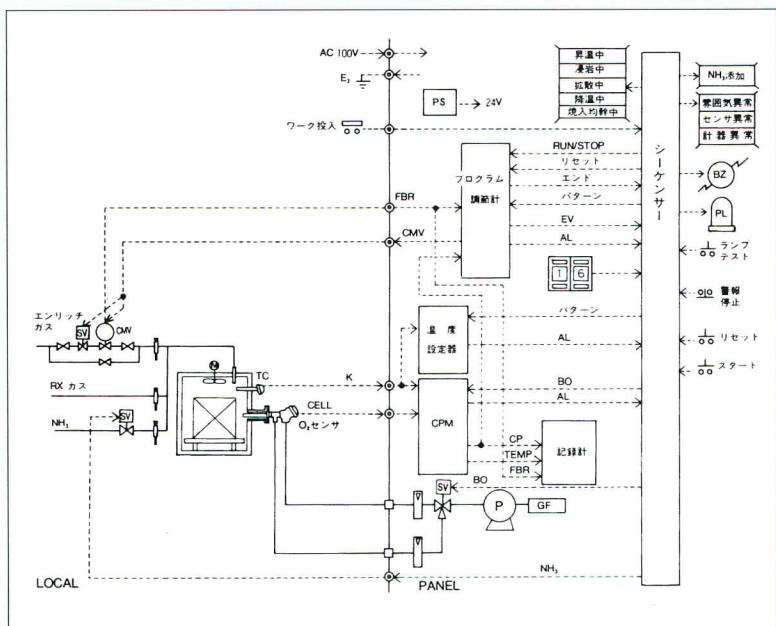 AC 100V
E₃
PS
24V
ワーク投入
昇温中
浸岩中
拡散中
降温中
焼入均幹中
NH₃添加
雰囲気異常
センサ異常
計器異常
シーケンサー
BZ
PL
ランプ
テスト
警報
停止
リセット
スタート
RUN/STOP
リセット
エンド
パターン
EV
AL
プログラム
調節計
FBR
CMV
1 6
エンリッチ
ガス
SV
CMV
RX ガス
NH₃
SV
M
TC
K
CELL
O₂センサ
温度
設定器
パターン
AL
CPM
BO
AL
CP
TEMP
FBR
記録計
SV
BO
P
GF
NH₃
LOCAL
PANEL